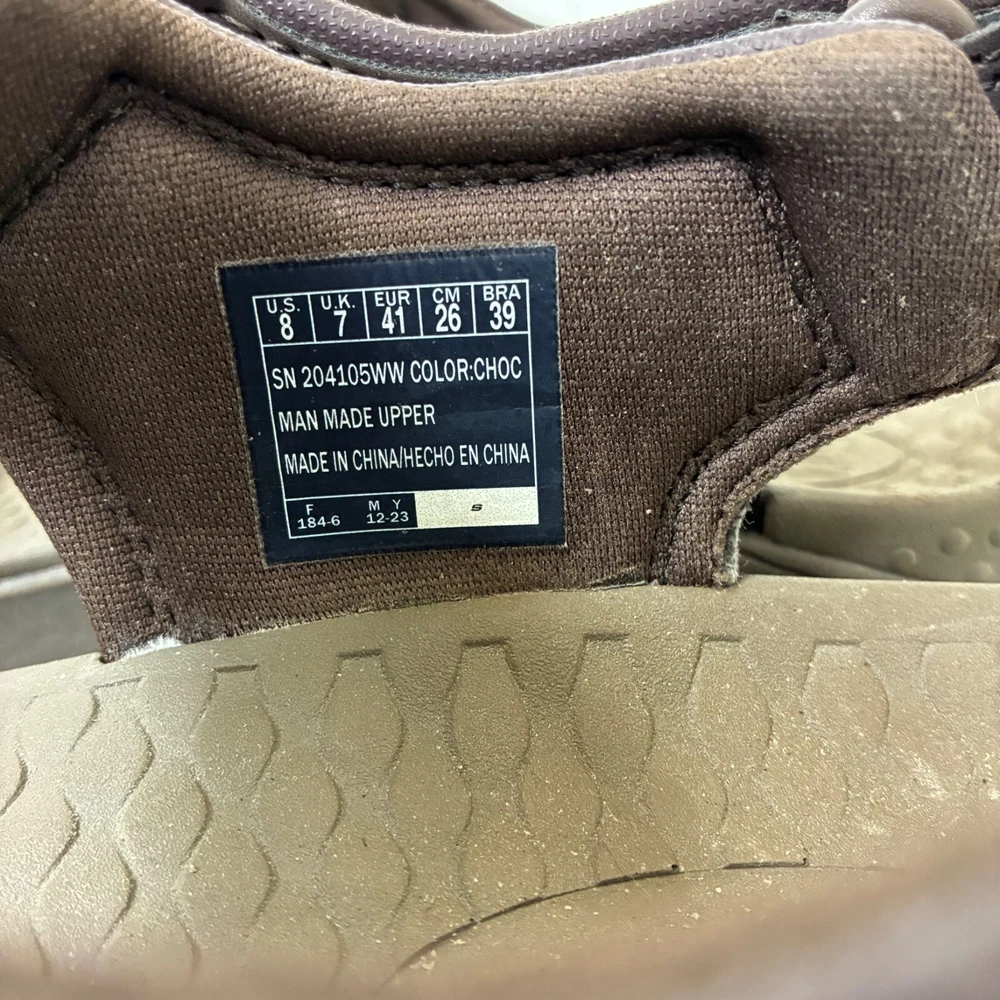 U.S. U.K. EUR CM BRA
8 7 41 26 39
SN 204105WW COLOR:CHOC
MAN MADE UPPER
MADE IN CHINA/HECHO EN CHINA
F M Y S
184-6 12-23